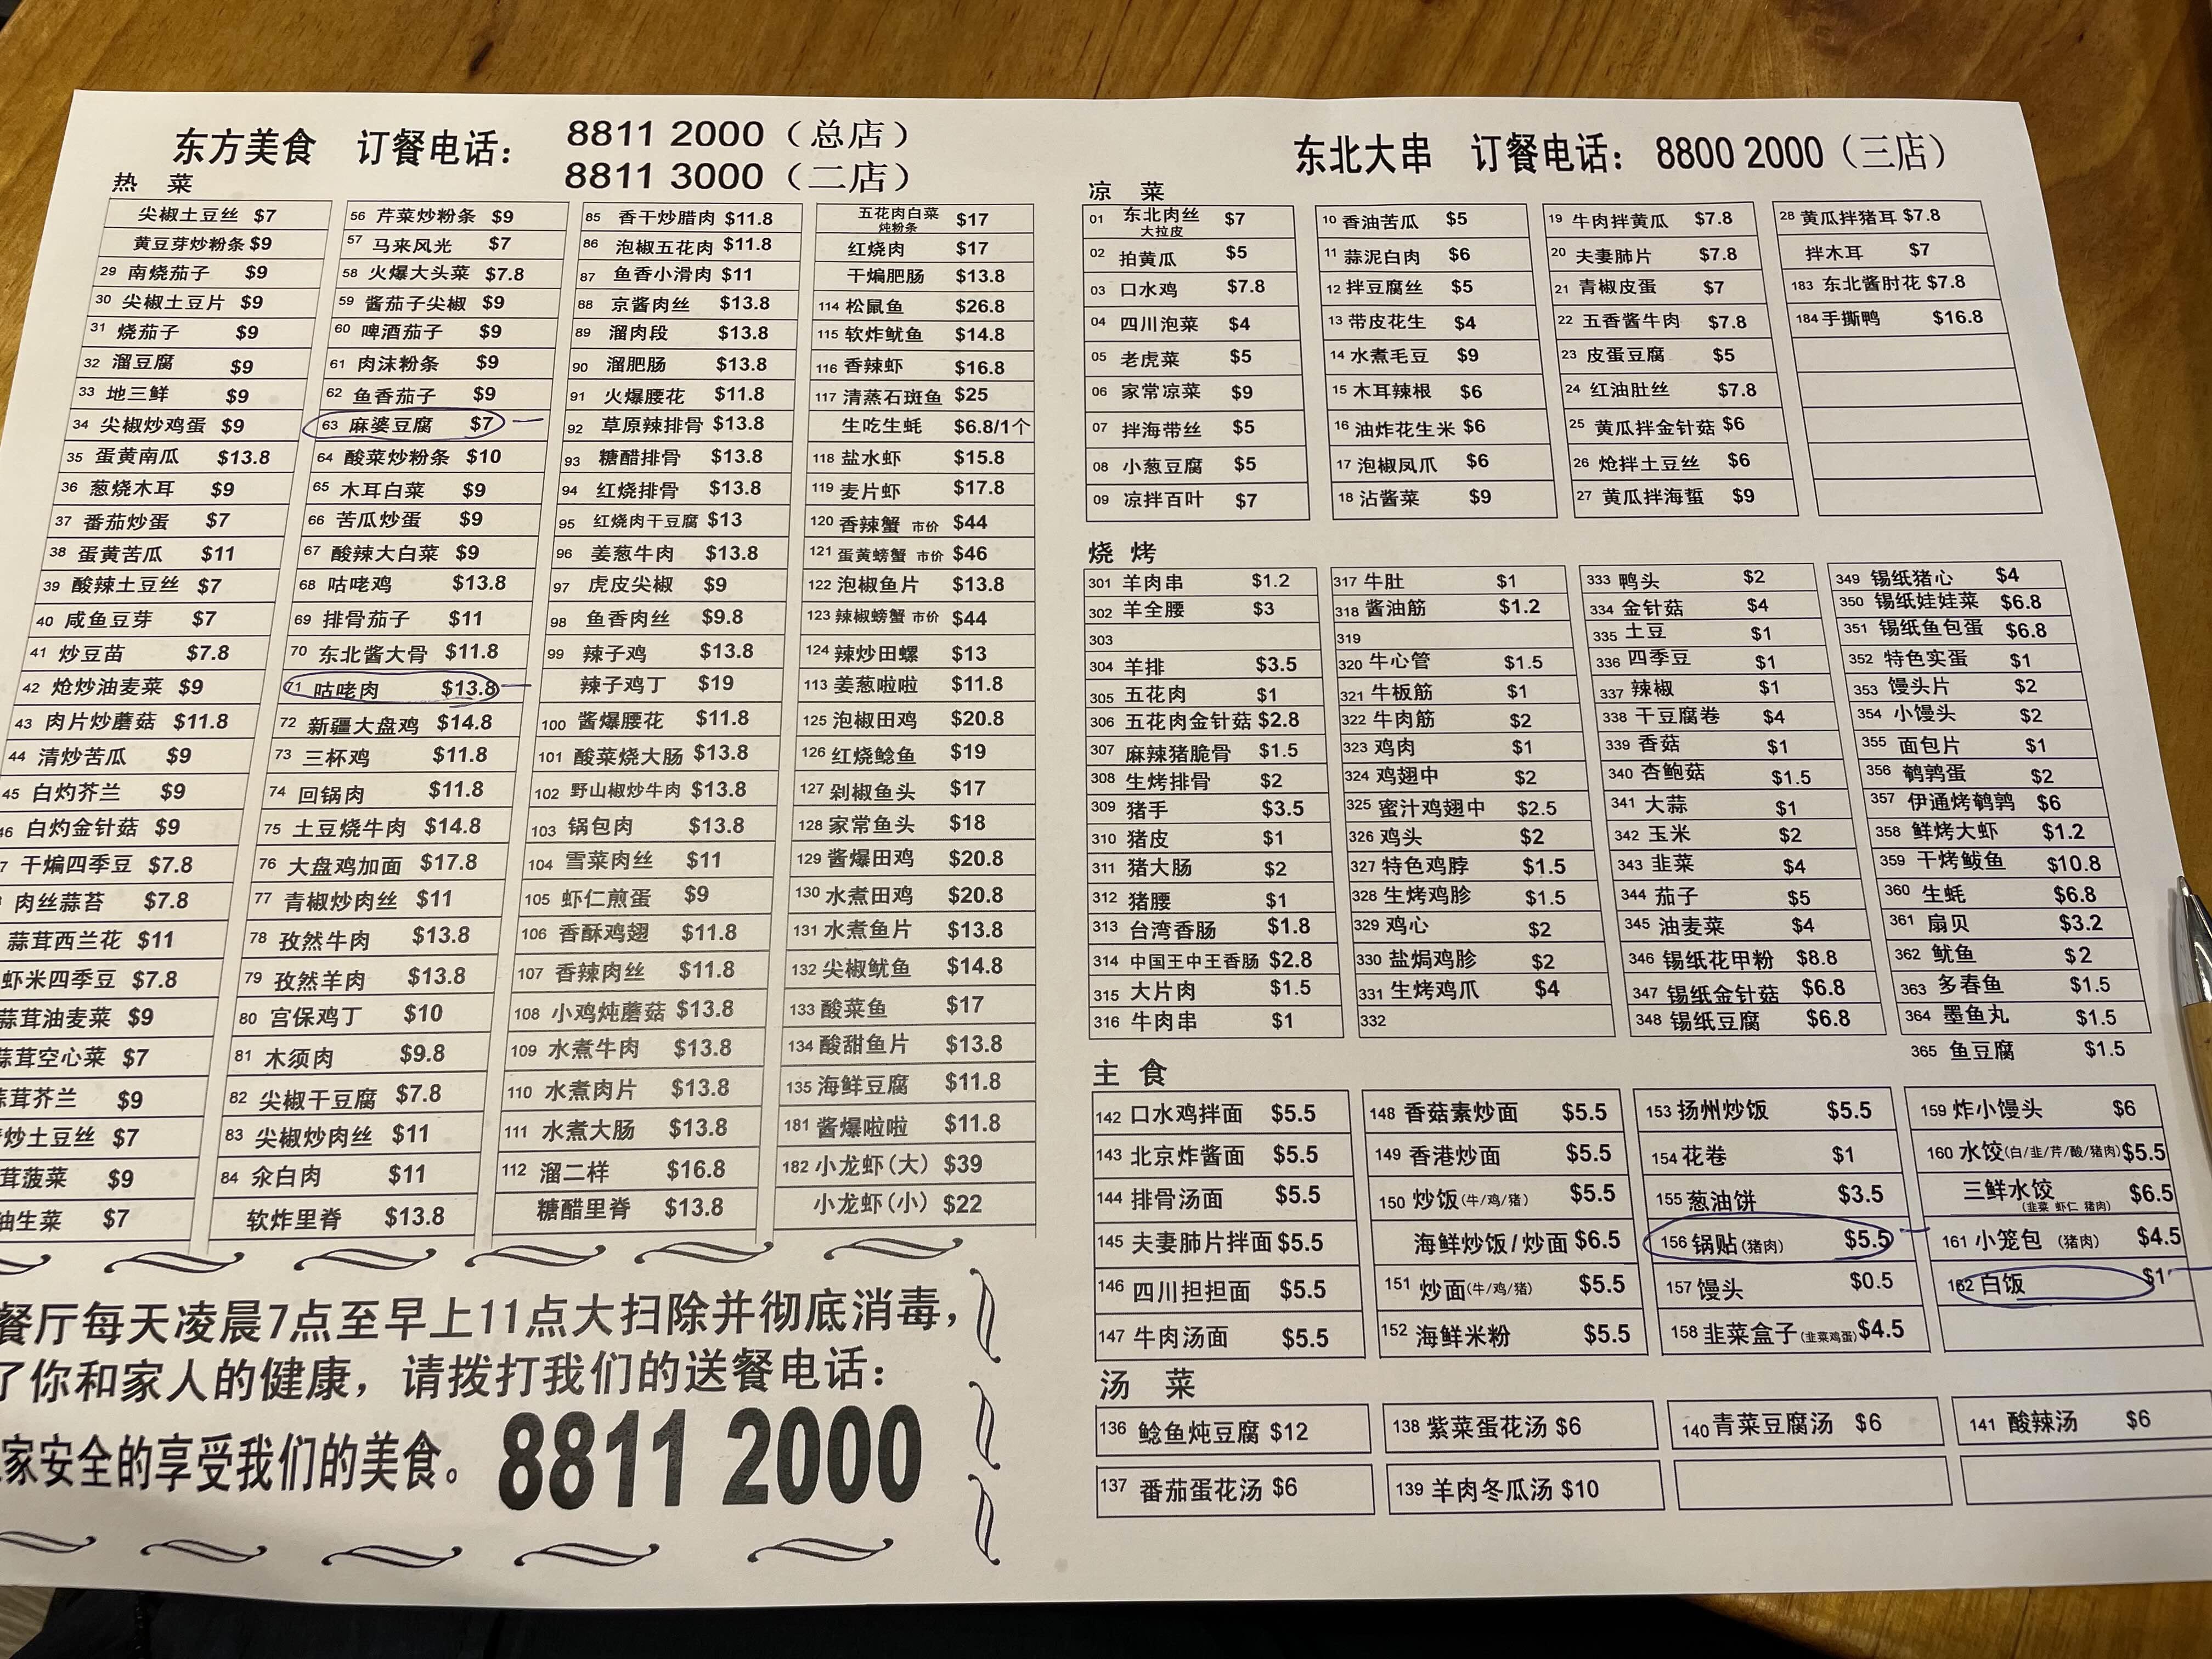 东方美食 订餐电话： 8811 2000（总店）
8811 3000（二店）
热 菜
尖椒土豆丝 $7
黄豆芽炒粉条 $9
29 南烧茄子 $9
30 尖椒土豆片 $9
31 烧茄子 $9
32 溜豆腐 $9
33 地三鲜 $9
34 尖椒炒鸡蛋 $9
35 蛋黄南瓜 $13.8
36 葱烧木耳 $9
37 番茄炒蛋 $7
38 蛋黄苦瓜 $11
39 酸辣土豆丝 $7
40 咸鱼豆芽 $7
41 炒豆苗 $7.8
42 炝炒油麦菜 $9
43 肉片炒蘑菇 $11.8
44 清炒苦瓜 $9
45 白灼芥兰 $9
46 白灼金针菇 $9
7 干煸四季豆 $7.8
肉丝蒜苔 $7.8
蒜茸西兰花 $11
虾米四季豆 $7.8
蒜茸油麦菜 $9
蒜茸空心菜 $7
蒜茸芥兰 $9
炒土豆丝 $7
茸菠菜 $9
油生菜 $7
56 芹菜炒粉条 $9
57 马来风光 $7
58 火爆大头菜 $7.8
59 酱茄子尖椒 $9
60 啤酒茄子 $9
61 肉沫粉条 $9
62 鱼香茄子 $9
63 麻婆豆腐 $7
64 酸菜炒粉条 $10
65 木耳白菜 $9
66 苦瓜炒蛋 $9
67 酸辣大白菜 $9
68 咕咾鸡 $13.8
69 排骨茄子 $11
70 东北酱大骨 $11.8
71 咕咾肉 $13.8
72 新疆大盘鸡 $14.8
73 三杯鸡 $11.8
74 回锅肉 $11.8
75 土豆烧牛肉 $14.8
76 大盘鸡加面 $17.8
77 青椒炒肉丝 $11
78 孜然牛肉 $13.8
79 孜然羊肉 $13.8
80 宫保鸡丁 $10
81 木须肉 $9.8
82 尖椒干豆腐 $7.8
83 尖椒炒肉丝 $11
84 汆白肉 $11
软炸里脊 $13.8
85 香干炒腊肉 $11.8
86 泡椒五花肉 $11.8
87 鱼香小滑肉 $11
88 京酱肉丝 $13.8
89 溜肉段 $13.8
90 溜肥肠 $13.8
91 火爆腰花 $11.8
92 草原辣排骨 $13.8
93 糖醋排骨 $13.8
94 红烧排骨 $13.8
95 红烧肉干豆腐 $13
96 姜葱牛肉 $13.8
97 虎皮尖椒 $9
98 鱼香肉丝 $9.8
99 辣子鸡 $13.8
辣子鸡丁 $19
100 酱爆腰花 $11.8
101 酸菜烧大肠 $13.8
102 野山椒炒牛肉 $13.8
103 锅包肉 $13.8
104 雪菜肉丝 $11
105 虾仁煎蛋 $9
106 香酥鸡翅 $11.8
107 香辣肉丝 $11.8
108 小鸡炖蘑菇 $13.8
109 水煮牛肉 $13.8
110 水煮肉片 $13.8
111 水煮大肠 $13.8
112 溜二样 $16.8
糖醋里脊 $13.8
五花肉白菜
炖粉条 $17
红烧肉 $17
干煸肥肠 $13.8
114 松鼠鱼 $26.8
115 软炸鱿鱼 $14.8
116 香辣虾 $16.8
117 清蒸石斑鱼 $25
生吃生蚝 $6.8/1个
118 盐水虾 $15.8
119 麦片虾 $17.8
120 香辣蟹 市价 $44
121 蛋黄螃蟹 市价 $46
122 泡椒鱼片 $13.8
123 辣椒螃蟹 市价 $44
124 辣炒田螺 $13
113 姜葱啦啦 $11.8
125 泡椒田鸡 $20.8
126 红烧鲶鱼 $19
127 剁椒鱼头 $17
128 家常鱼头 $18
129 酱爆田鸡 $20.8
130 水煮田鸡 $20.8
131 水煮鱼片 $13.8
132 尖椒鱿鱼 $14.8
133 酸菜鱼 $17
134 酸甜鱼片 $13.8
135 海鲜豆腐 $11.8
181 酱爆啦啦 $11.8
182 小龙虾（大） $39
小龙虾（小） $22
餐厅每天凌晨7点至早上11点大扫除并彻底消毒，
了你和家人的健康，请拨打我们的送餐电话：
家安全的享受我们的美食。 8811 2000
东北大串 订餐电话： 8800 2000（三店）
凉 菜
01 东北肉丝
大拉皮 $7
02 拍黄瓜 $5
03 口水鸡 $7.8
04 四川泡菜 $4
05 老虎菜 $5
06 家常凉菜 $9
07 拌海带丝 $5
08 小葱豆腐 $5
09 凉拌百叶 $7
10 香油苦瓜 $5
11 蒜泥白肉 $6
12 拌豆腐丝 $5
13 带皮花生 $4
14 水煮毛豆 $9
15 木耳辣根 $6
16 油炸花生米 $6
17 泡椒凤爪 $6
18 沾酱菜 $9
19 牛肉拌黄瓜 $7.8
20 夫妻肺片 $7.8
21 青椒皮蛋 $7
22 五香酱牛肉 $7.8
23 皮蛋豆腐 $5
24 红油肚丝 $7.8
25 黄瓜拌金针菇 $6
26 炝拌土豆丝 $6
27 黄瓜拌海蜇 $9
28 黄瓜拌猪耳 $7.8
拌木耳 $7
183 东北酱肘花 $7.8
184 手撕鸭 $16.8
烧 烤
301 羊肉串 $1.2
302 羊全腰 $3
303
304 羊排 $3.5
305 五花肉 $1
306 五花肉金针菇 $2.8
307 麻辣猪脆骨 $1.5
308 生烤排骨 $2
309 猪手 $3.5
310 猪皮 $1
311 猪大肠 $2
312 猪腰 $1
313 台湾香肠 $1.8
314 中国王中王香肠 $2.8
315 大片肉 $1.5
316 牛肉串 $1
317 牛肚 $1
318 酱油筋 $1.2
319
320 牛心管 $1.5
321 牛板筋 $1
322 牛肉筋 $2
323 鸡肉 $1
324 鸡翅中 $2
325 蜜汁鸡翅中 $2.5
326 鸡头 $2
327 特色鸡脖 $1.5
328 生烤鸡胗 $1.5
329 鸡心 $2
330 盐焗鸡胗 $2
331 生烤鸡爪 $4
332
333 鸭头 $2
334 金针菇 $4
335 土豆 $1
336 四季豆 $1
337 辣椒 $1
338 干豆腐卷 $4
339 香菇 $1
340 杏鲍菇 $1.5
341 大蒜 $1
342 玉米 $2
343 韭菜 $4
344 茄子 $5
345 油麦菜 $4
346 锡纸花甲粉 $8.8
347 锡纸金针菇 $6.8
348 锡纸豆腐 $6.8
349 锡纸猪心 $4
350 锡纸娃娃菜 $6.8
351 锡纸鱼包蛋 $6.8
352 特色实蛋 $1
353 馒头片 $2
354 小馒头 $2
355 面包片 $1
356 鹌鹑蛋 $2
357 伊通烤鹌鹑 $6
358 鲜烤大虾 $1.2
359 干烤鲅鱼 $10.8
360 生蚝 $6.8
361 扇贝 $3.2
362 鱿鱼 $2
363 多春鱼 $1.5
364 墨鱼丸 $1.5
365 鱼豆腐 $1.5
主 食
142 口水鸡拌面 $5.5
143 北京炸酱面 $5.5
144 排骨汤面 $5.5
145 夫妻肺片拌面 $5.5
146 四川担担面 $5.5
147 牛肉汤面 $5.5
148 香菇素炒面 $5.5
149 香港炒面 $5.5
150 炒饭(牛/鸡/猪) $5.5
海鲜炒饭/炒面 $6.5
151 炒面(牛/鸡/猪) $5.5
152 海鲜米粉 $5.5
153 扬州炒饭 $5.5
154 花卷 $1
155 葱油饼 $3.5
156 锅贴(猪肉) $5.5
157 馒头 $0.5
158 韭菜盒子(韭菜鸡蛋) $4.5
159 炸小馒头 $6
160 水饺(白/韭/芹/酸/猪肉) $5.5
三鲜水饺 $6.5
(韭菜 虾仁 猪肉)
161 小笼包 (猪肉) $4.5
162 白饭 $1
汤 菜
136 鲶鱼炖豆腐 $12
137 番茄蛋花汤 $6
138 紫菜蛋花汤 $6
139 羊肉冬瓜汤 $10
140 青菜豆腐汤 $6
141 酸辣汤 $6